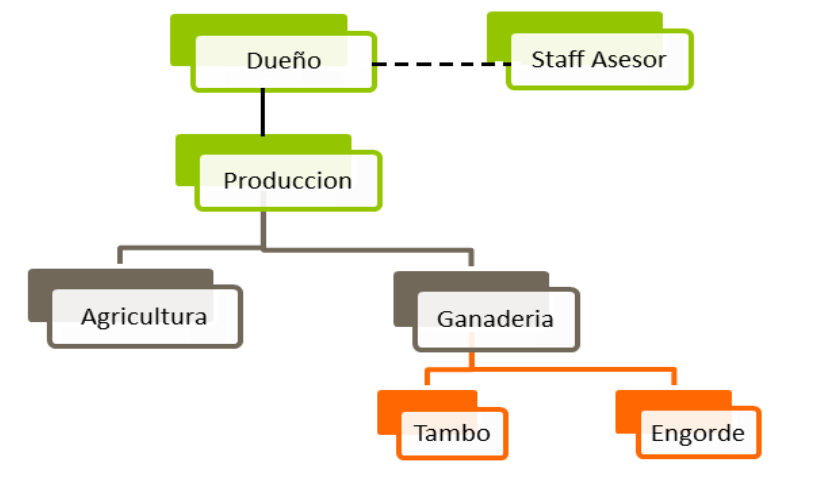 Dueño
Staff Asesor
Produccion
Agricultura
Ganaderia
Tambo
Engorde